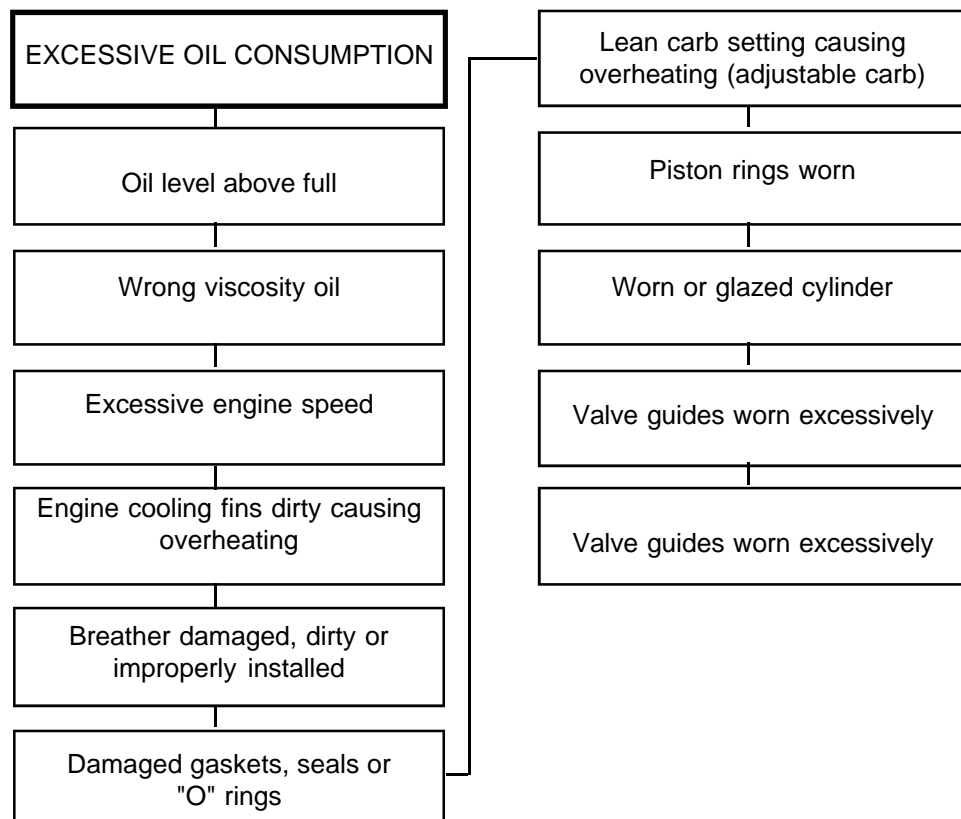 EXCESSIVE OIL CONSUMPTION
Oil level above full
Wrong viscosity oil
Excessive engine speed
Engine cooling fins dirty causing
overheating
Breather damaged, dirty or
improperly installed
Damaged gaskets, seals or
"O" rings
Lean carb setting causing
overheating (adjustable carb)
Piston rings worn
Worn or glazed cylinder
Valve guides worn excessively
Valve guides worn excessively